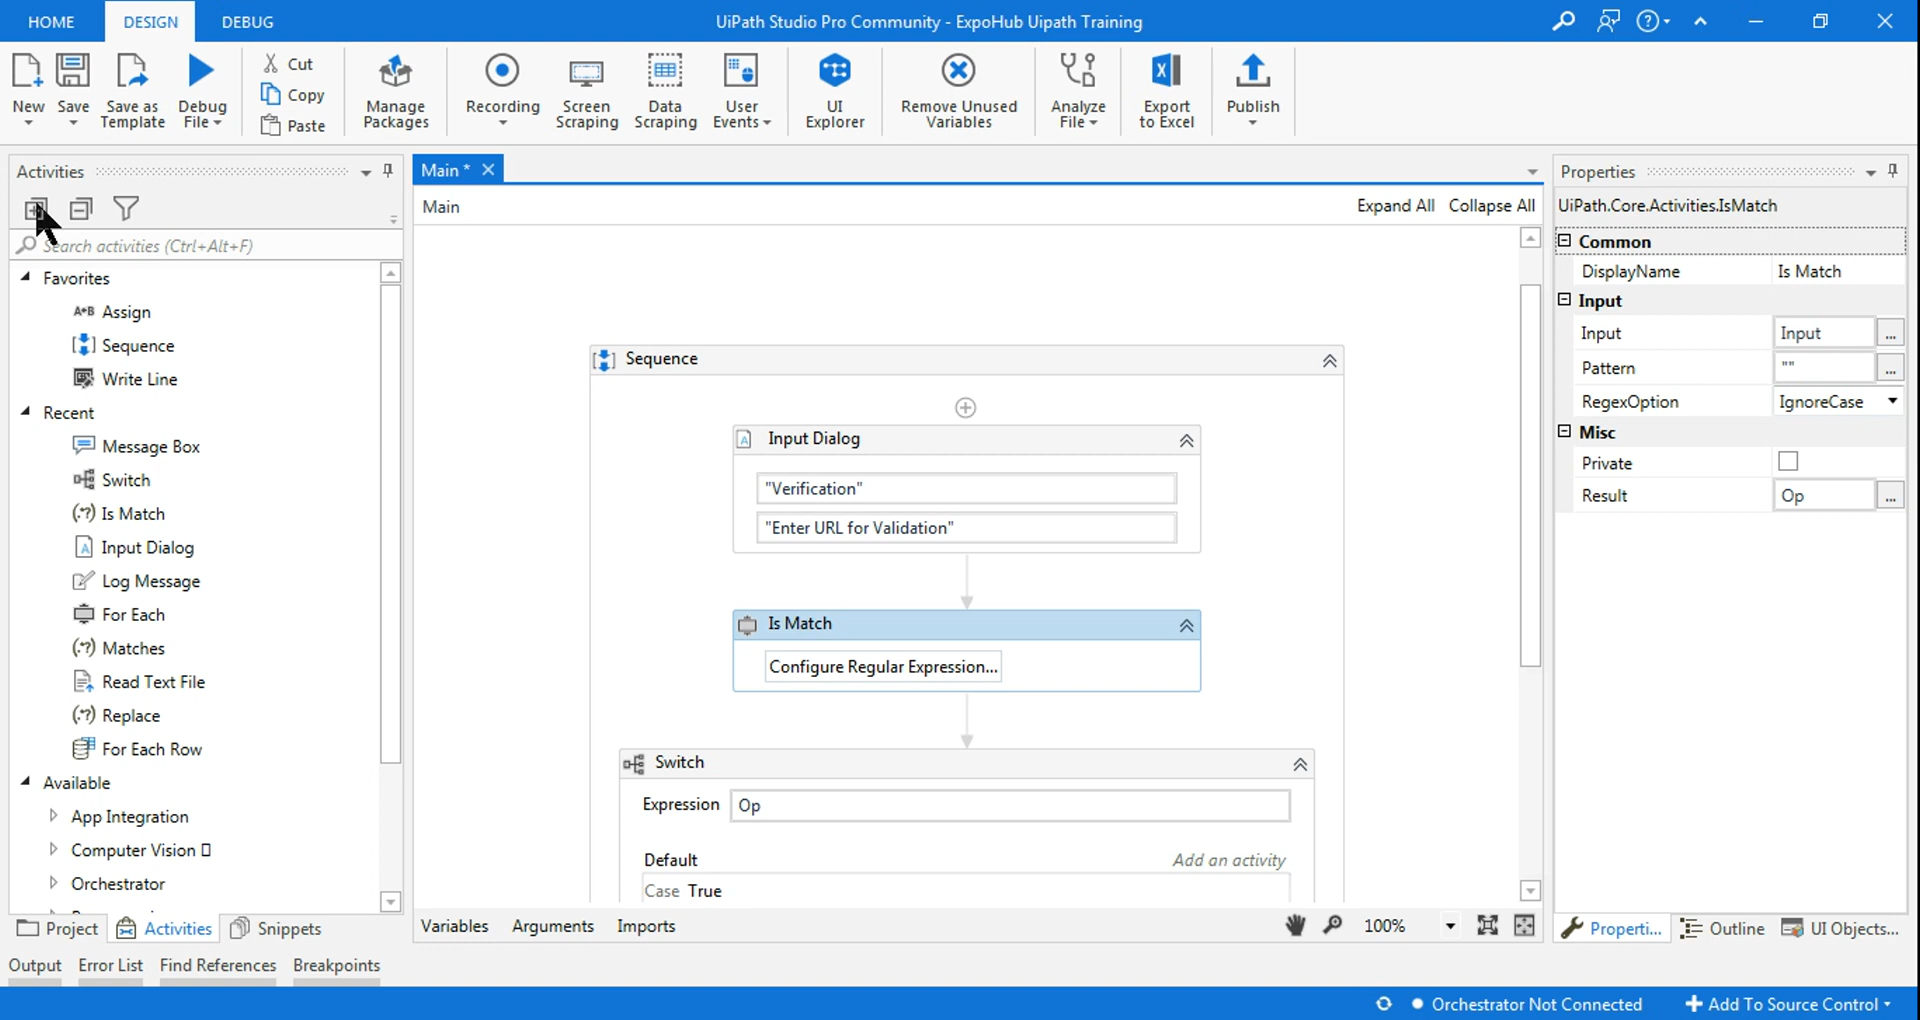 HOME DESIGN DEBUG UiPath Studio Pro Community - ExpoHub Uipath Training
New Save Save as Template Debug File Cut Copy Paste Manage Packages Recording Screen Scraping Data Scraping User Events UI Explorer Remove Unused Variables Analyze File Export to Excel Publish
Activities
Search activities (Ctrl+Alt+F)
Favorites
A*B Assign
Sequence
Write Line
Recent
Message Box
Switch
(.*?) Is Match
A Input Dialog
Log Message
For Each
(.*?) Matches
Read Text File
(.*?) Replace
For Each Row
Available
App Integration
Computer Vision
Orchestrator
Project Activities Snippets
Main *
Main Expand All Collapse All
Sequence
A Input Dialog
"Verification"
"Enter URL for Validation"
Is Match
Configure Regular Expression...
Switch
Expression Op
Default Add an activity
Case True
Variables Arguments Imports 100%
Properties
UiPath.Core.Activities.IsMatch
Common
DisplayName Is Match
Input
Input Input ...
Pattern "" ...
RegexOption IgnoreCase
Misc
Private
Result Op ...
Properti... Outline UI Objects...
Output Error List Find References Breakpoints
Orchestrator Not Connected Add To Source Control